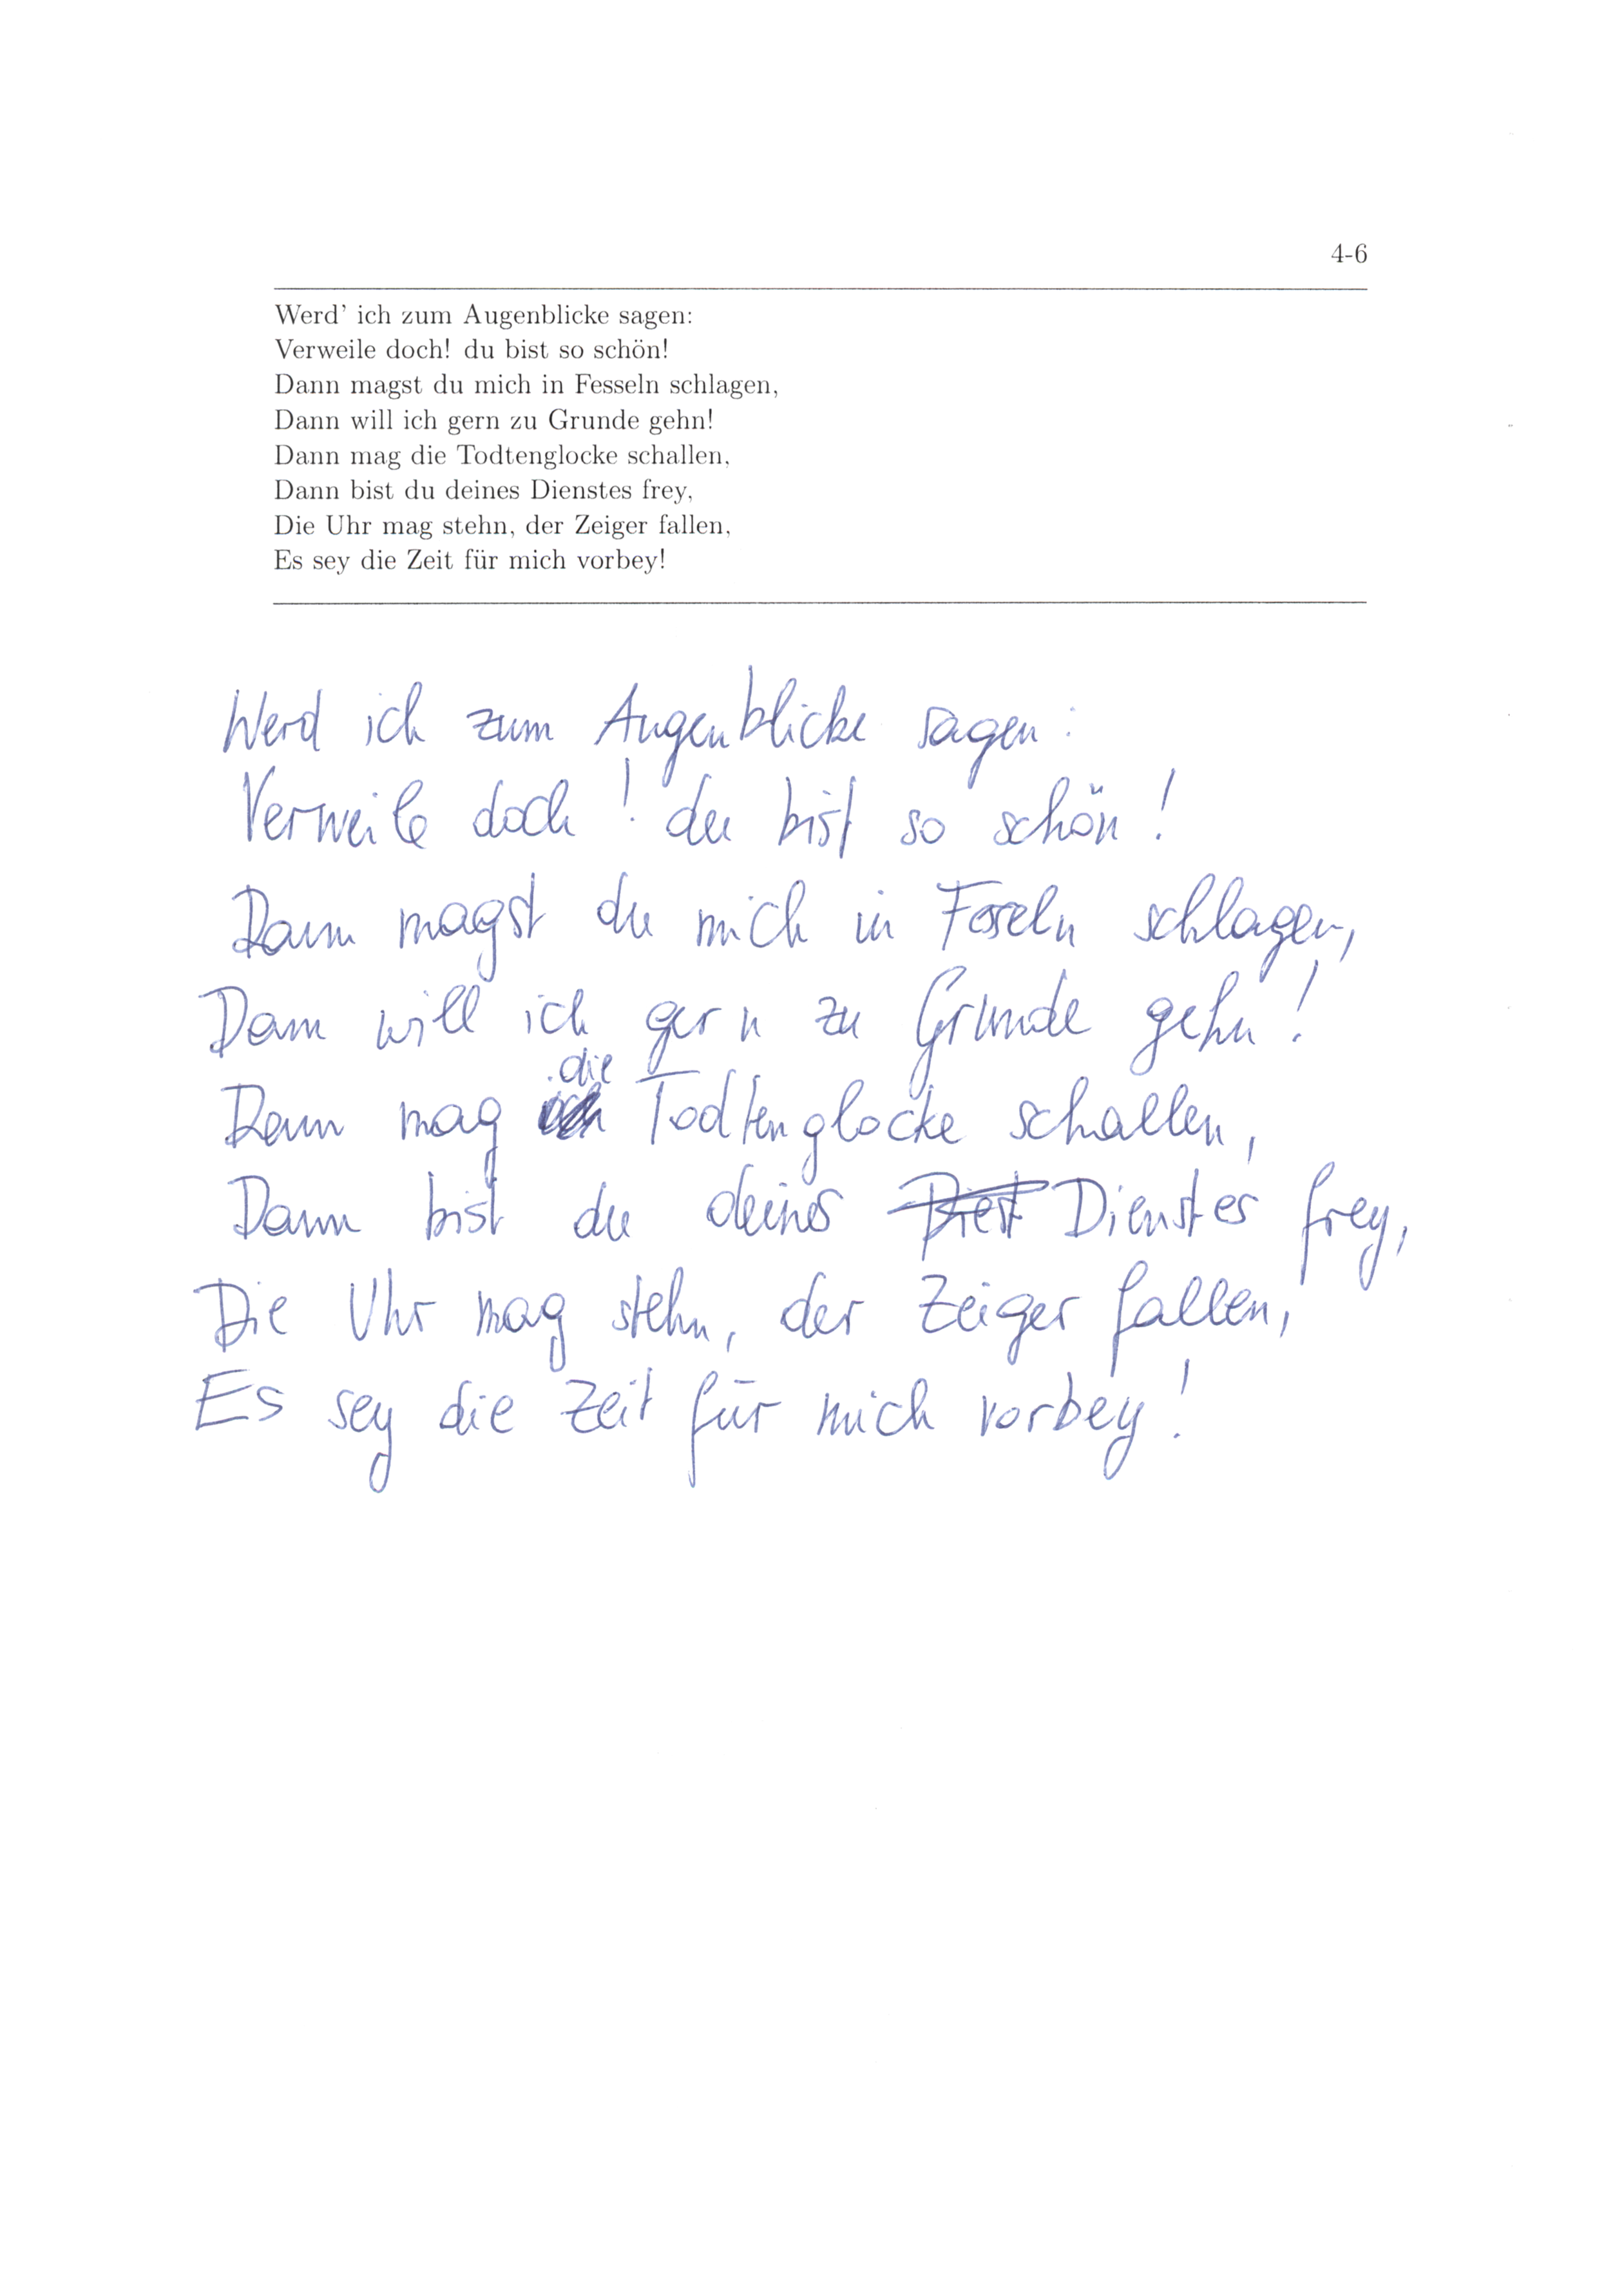 4-6
Werd' ich zum Augenblicke sagen:
Verweile doch! du bist so schön!
Dann magst du mich in Fesseln schlagen,
Dann will ich gern zu Grunde gehn!
Dann mag die Todtenglocke schallen,
Dann bist du deines Dienstes frey,
Die Uhr mag stehn, der Zeiger fallen,
Es sey die Zeit für mich vorbey!
Werd ich zum Augenblicke sagen:
Verweile doch! du bist so schön!
Dann magst du mich in Fesseln schlagen,
Dann will ich gern zu Grunde gehn!
Dann mag die Todtenglocke schallen,
Dann bist du deines Dienstes frey,
Die Uhr mag stehn, der Zeiger fallen,
Es sey die Zeit für mich vorbey!